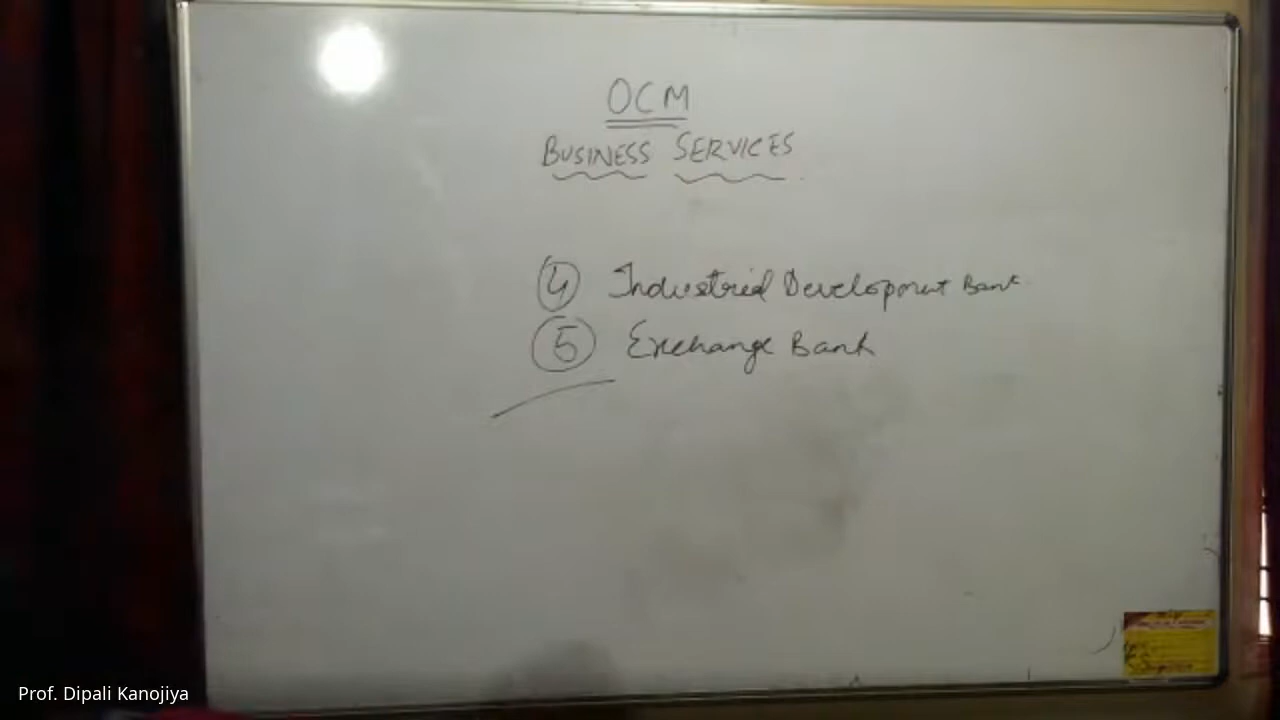 OCM
BUSINESS SERVICES
4 Industrial Development Bank
5 Exchange Bank
Prof. Dipali Kanojiya